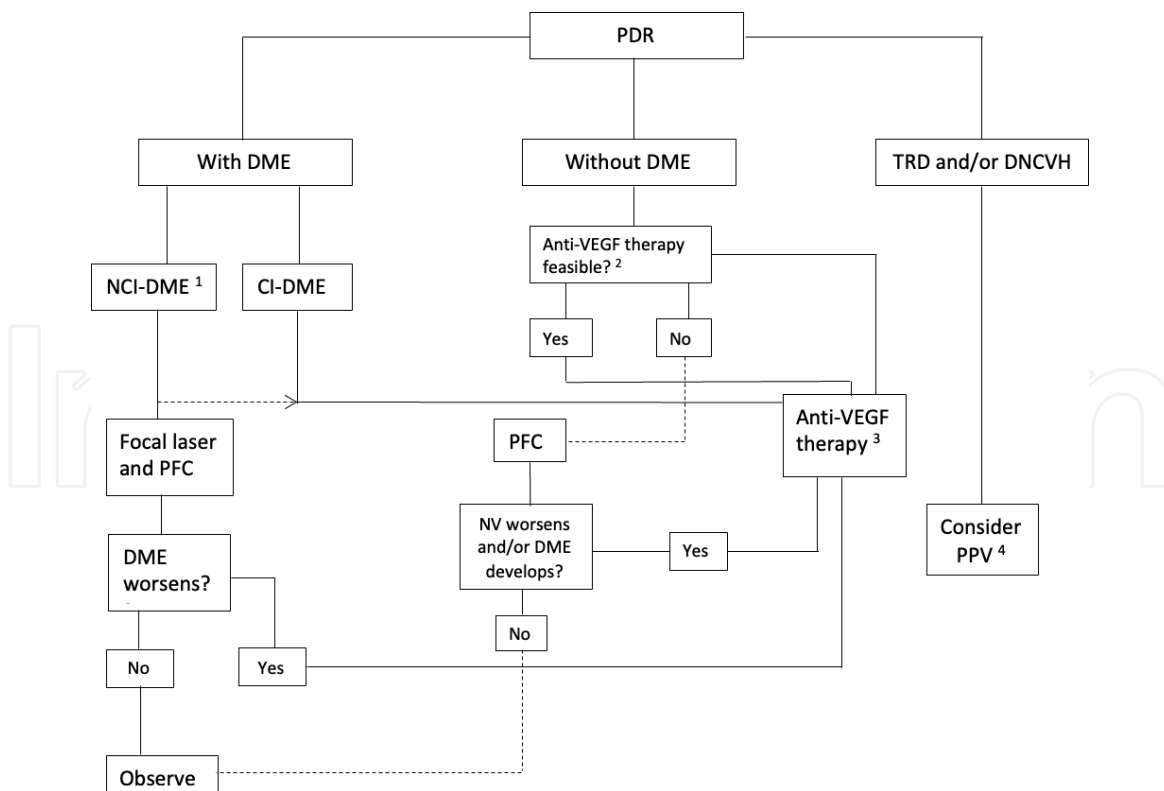 PDR
With DME
Without DME
TRD and/or DNCVH
Anti-VEGF therapy
feasible? 2
NCI-DME 1
CI-DME
Yes
No
Focal laser
and PFC
PFC
Anti-VEGF
therapy 3
NV worsens
and/or DME
develops?
Yes
Consider
PPV 4
DME
worsens?
No
No
Yes
Observe